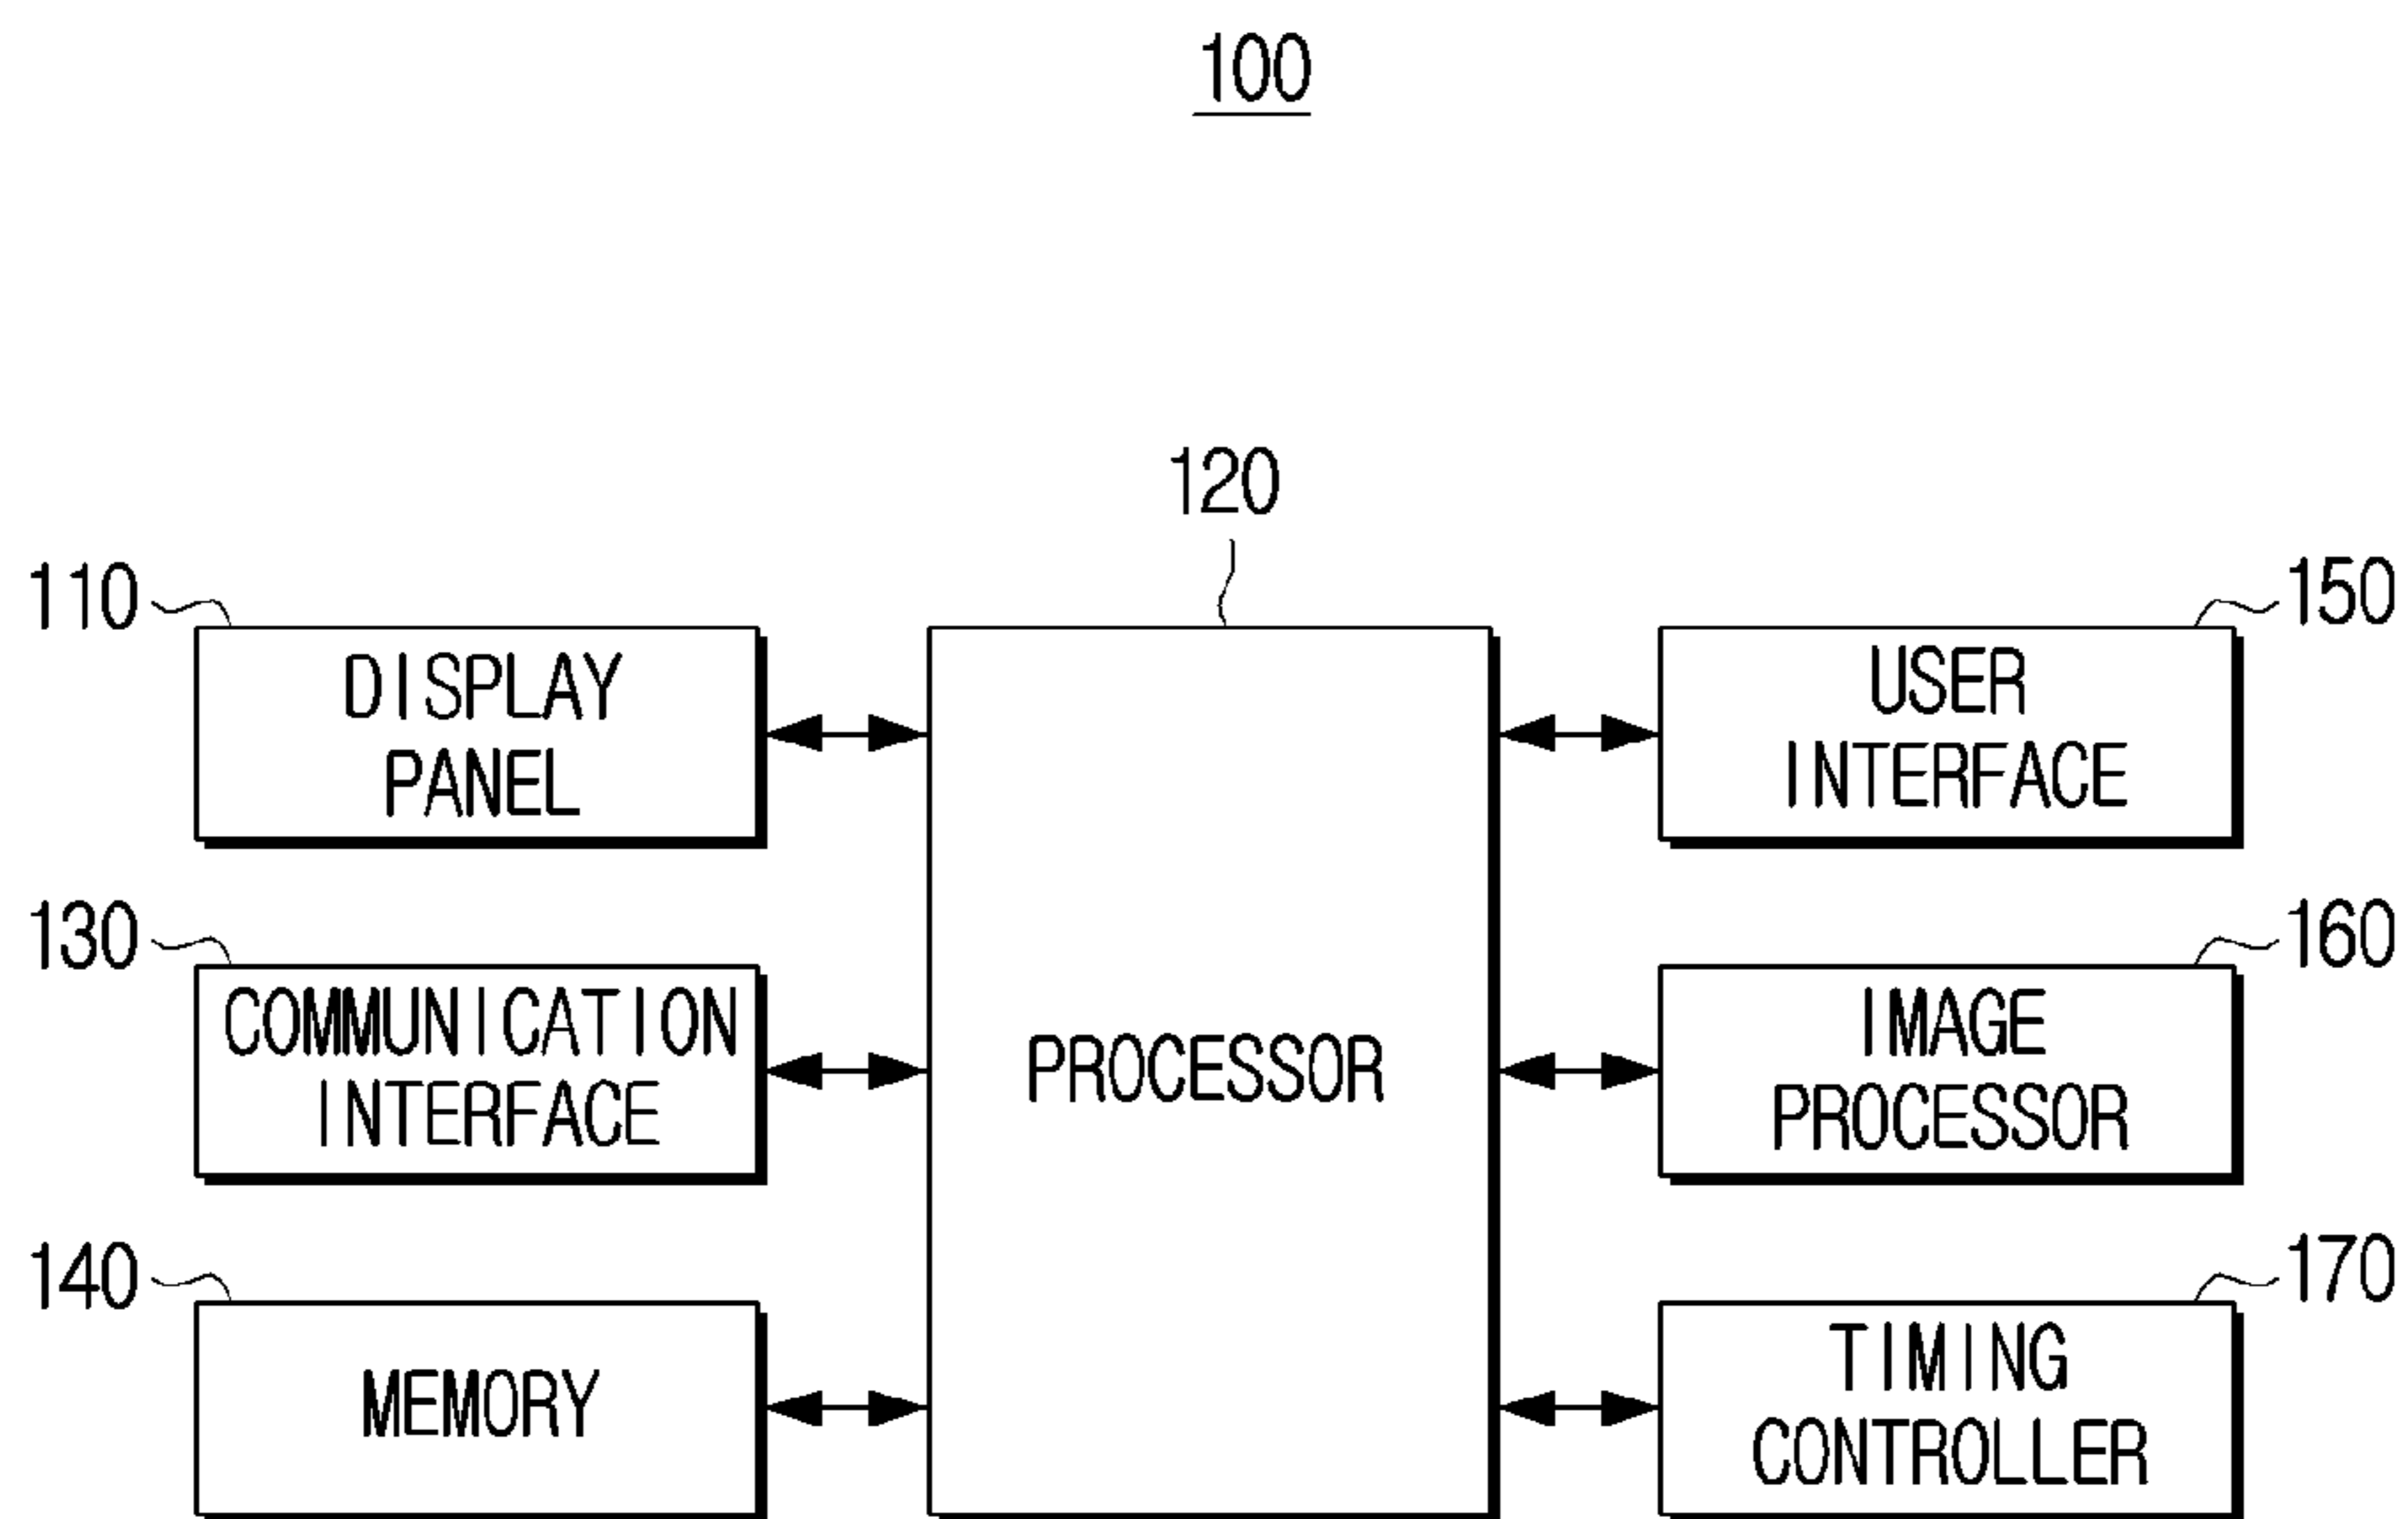 100
120
110
DISPLAY
PANEL
150
USER
INTERFACE
130
COMMUNICATION
INTERFACE
PROCESSOR
160
IMAGE
PROCESSOR
140
MEMORY
170
TIMING
CONTROLLER